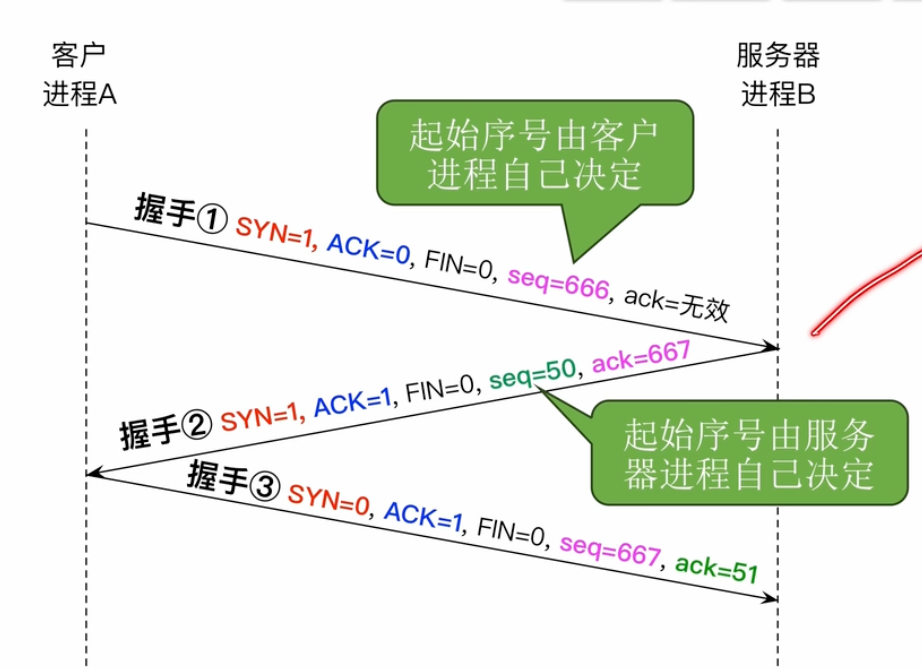 客户
进程A
服务器
进程B
起始序号由客户
进程自己决定
握手① SYN=1, ACK=0, FIN=0, seq=666, ack=无效
握手② SYN=1, ACK=1, FIN=0, seq=50, ack=667
起始序号由服务
器进程自己决定
握手③ SYN=0, ACK=1, FIN=0, seq=667, ack=51